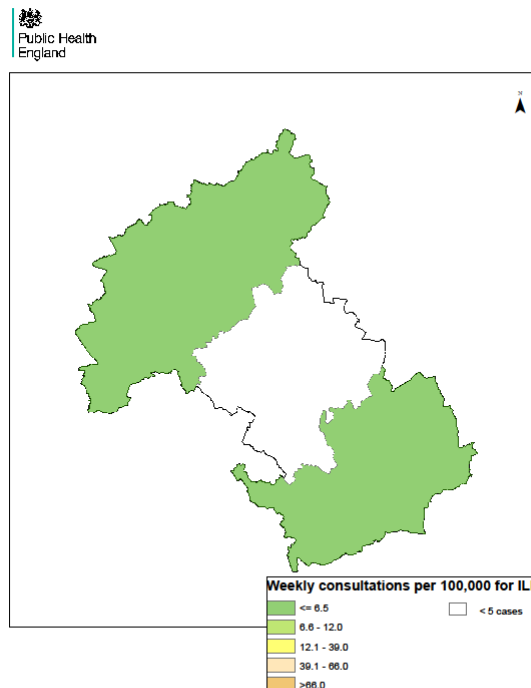 Public Health
England
N
Weekly consultations per 100,000 for IL
<= 6.5
< 5 cases
6.6 - 12.0
12.1 - 39.0
39.1 - 66.0
>66.0